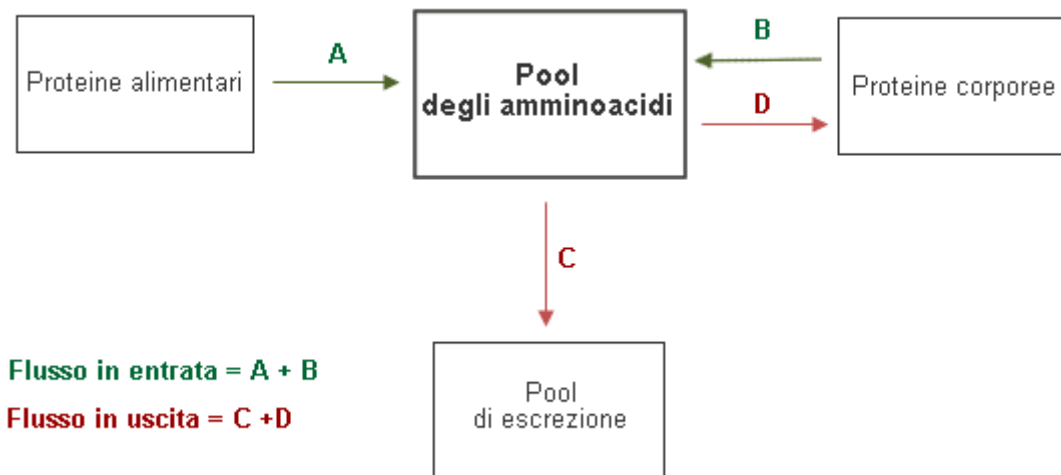 Proteine alimentari
A
Pool
degli amminoacidi
B
D
Proteine corporee
C
Flusso in entrata = A + B
Flusso in uscita = C +D
Pool
di escrezione